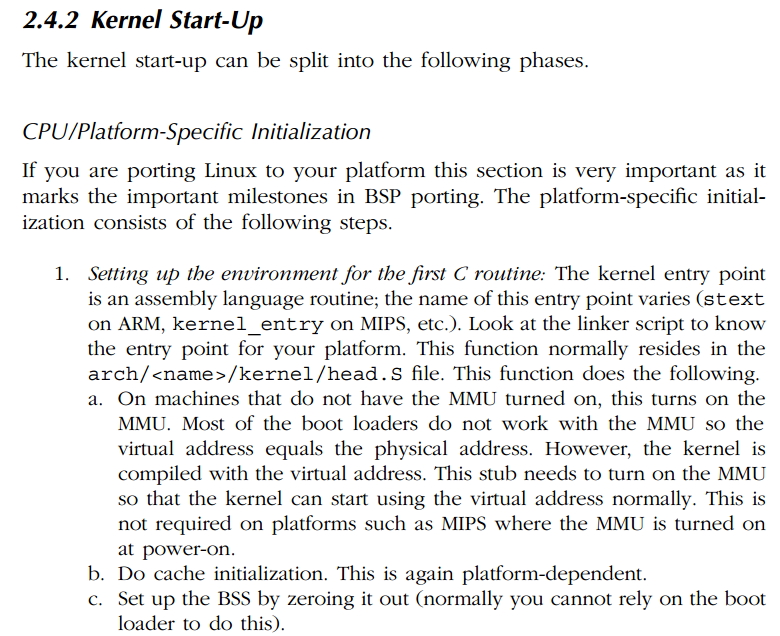 2.4.2 Kernel Start-Up
The kernel start-up can be split into the following phases.
CPU/Platform-Specific Initialization
If you are porting Linux to your platform this section is very important as it
marks the important milestones in BSP porting. The platform-specific initial-
ization consists of the following steps.
1. Setting up the environment for the first C routine: The kernel entry point
is an assembly language routine; the name of this entry point varies (stext
on ARM, kernel_entry on MIPS, etc.). Look at the linker script to know
the entry point for your platform. This function normally resides in the
arch/<name>/kernel/head.S file. This function does the following.
a. On machines that do not have the MMU turned on, this turns on the
MMU. Most of the boot loaders do not work with the MMU so the
virtual address equals the physical address. However, the kernel is
compiled with the virtual address. This stub needs to turn on the MMU
so that the kernel can start using the virtual address normally. This is
not required on platforms such as MIPS where the MMU is turned on
at power-on.
b. Do cache initialization. This is again platform-dependent.
c. Set up the BSS by zeroing it out (normally you cannot rely on the boot
loader to do this).